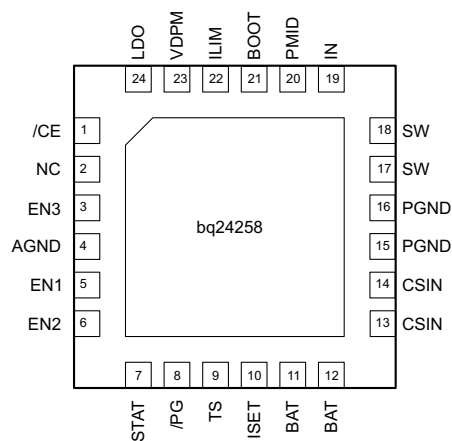 LDO
VDPM
ILIM
BOOT
PMID
IN
24
23
22
21
20
19
/CE 1
NC 2
EN3 3
AGND 4
EN1 5
EN2 6
bq24258
18 SW
17 SW
16 PGND
15 PGND
14 CSIN
13 CSIN
7
8
9
10
11
12
STAT
/PG
TS
ISET
BAT
BAT